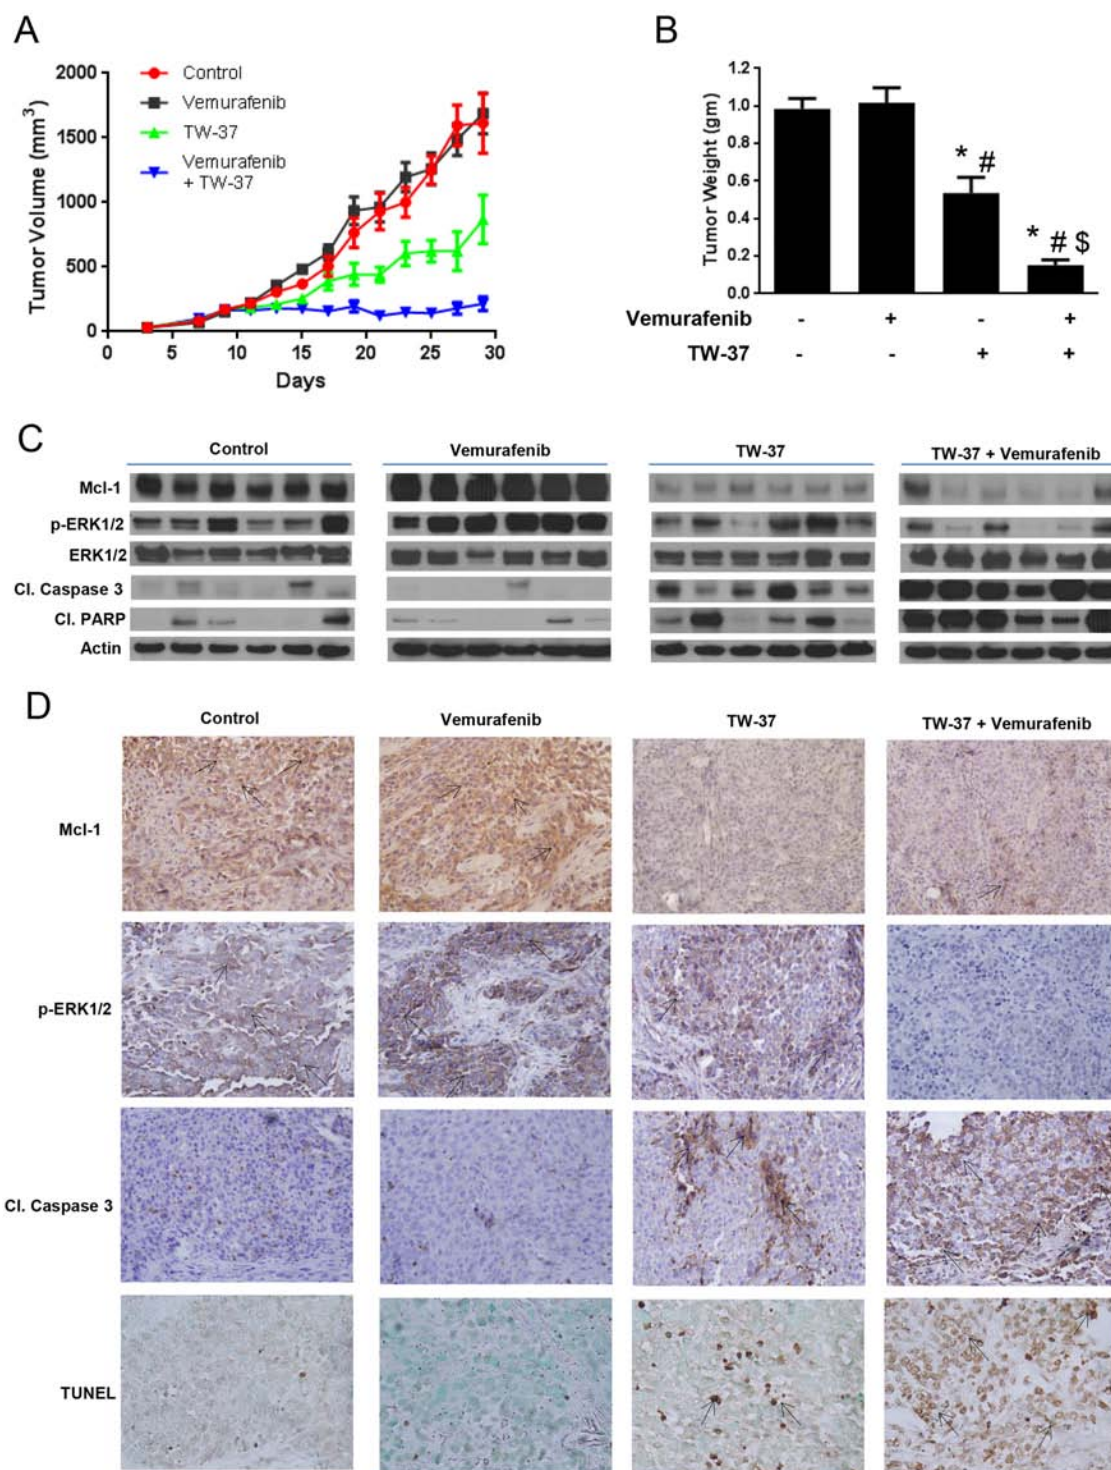 A
Tumor Volume (mm³)
2000
1500
1000
500
0
0 5 10 15 20 25 30
Days
Control
Vemurafenib
TW-37
Vemurafenib
+ TW-37
B
Tumor Weight (gm)
1.2
1.0
0.8
0.6
0.4
0.2
0.0
* #
* # $
Vemurafenib - + - +
TW-37 - - + +
C
Control Vemurafenib TW-37 TW-37 + Vemurafenib
Mcl-1
p-ERK1/2
ERK1/2
Cl. Caspase 3
Cl. PARP
Actin
D
Control Vemurafenib TW-37 TW-37 + Vemurafenib
Mcl-1
p-ERK1/2
Cl. Caspase 3
TUNEL